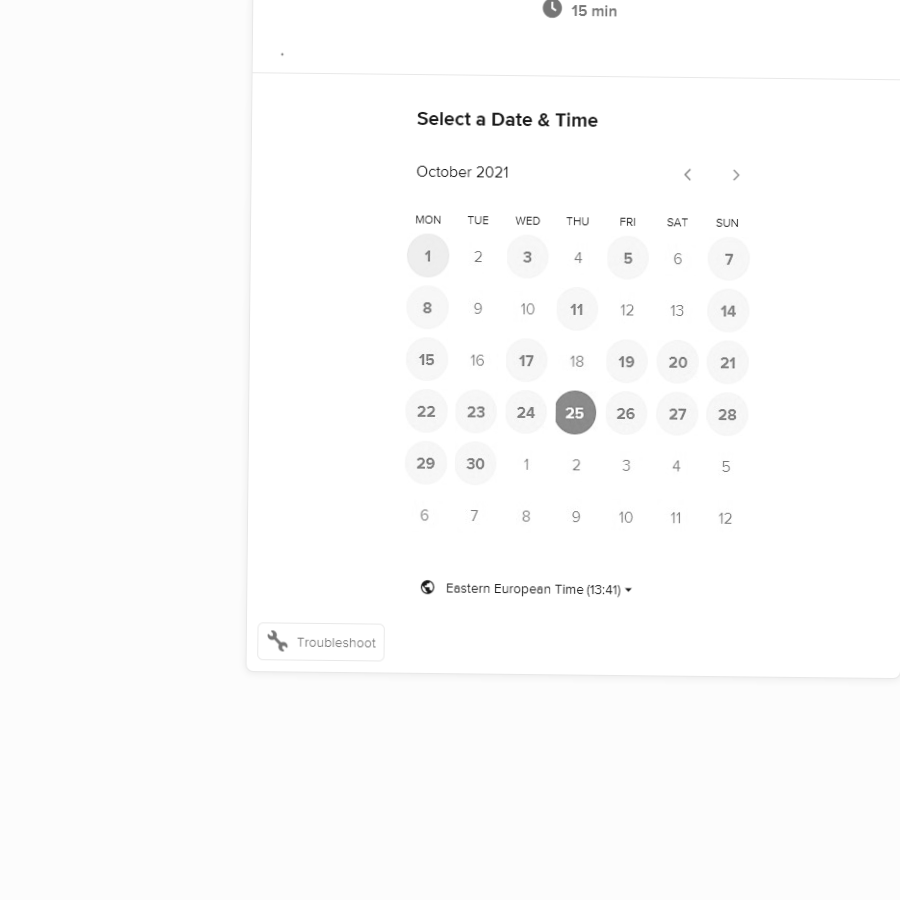 15 min
.
Select a Date & Time
October 2021
MON TUE WED THU FRI SAT SUN
1 2 3 4 5 6 7
8 9 10 11 12 13 14
15 16 17 18 19 20 21
22 23 24 25 26 27 28
29 30 1 2 3 4 5
6 7 8 9 10 11 12
Eastern European Time (13:41)
Troubleshoot